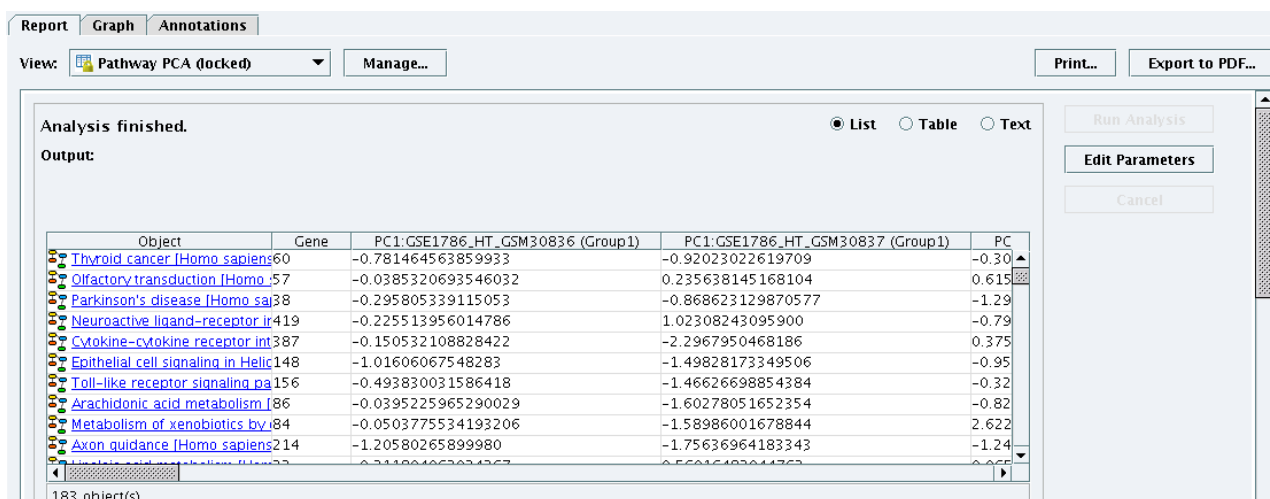 Report Graph Annotations
View: Pathway PCA (locked) Manage... Print... Export to PDF...
Analysis finished. List Table Text Run Analysis
Output: Edit Parameters
Cancel
Object Gene PC1:GSE1786_HT_GSM30836 (Group1) PC1:GSE1786_HT_GSM30837 (Group1) PC
Thyroid cancer [Homo sapiens 60 -0.781464563859933 -0.92023022619709 -0.30
Olfactory transduction [Homo 57 -0.0385320693546032 0.235638145168104 0.615
Parkinson's disease [Homo sa 38 -0.295805339115053 -0.868623129870577 -1.29
Neuroactive ligand-receptor ir 419 -0.225513956014786 1.02308243095900 -0.79
Cytokine-cytokine receptor int 387 -0.150532108828422 -2.2967950468186 0.375
Epithelial cell signaling in Helic 148 -1.01606067548283 -1.49828173349506 -0.95
Toll-like receptor signaling pa 156 -0.493830031586418 -1.46626698854384 -0.32
Arachidonic acid metabolism [ 86 -0.0395225965290029 -1.60278051652354 -0.82
Metabolism of xenobiotics by 84 -0.0503775534193206 -1.58986001678844 2.622
Axon guidance [Homo sapiens 214 -1.20580265899980 -1.75636964183343 -1.24
183 object(s)